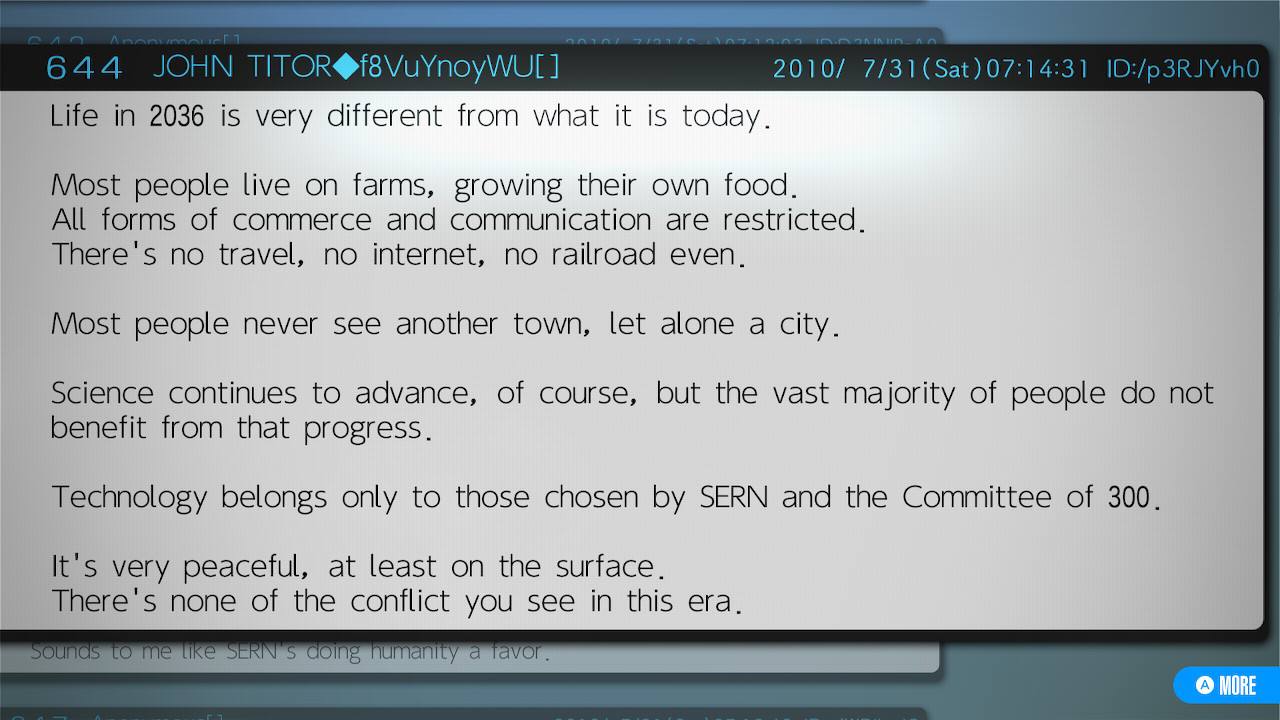 643 Anonymous[]
644 JOHN TITOR◆f8VuYnoyWU[] 2010/ 7/31(Sat)07:14:31 ID:/p3RJYvh0
Life in 2036 is very different from what it is today.
Most people live on farms, growing their own food.
All forms of commerce and communication are restricted.
There's no travel, no internet, no railroad even.
Most people never see another town, let alone a city.
Science continues to advance, of course, but the vast majority of people do not
benefit from that progress.
Technology belongs only to those chosen by SERN and the Committee of 300.
It's very peaceful, at least on the surface.
There's none of the conflict you see in this era.
Sounds to me like SERN's doing humanity a favor.
Anonymous[]
A MORE